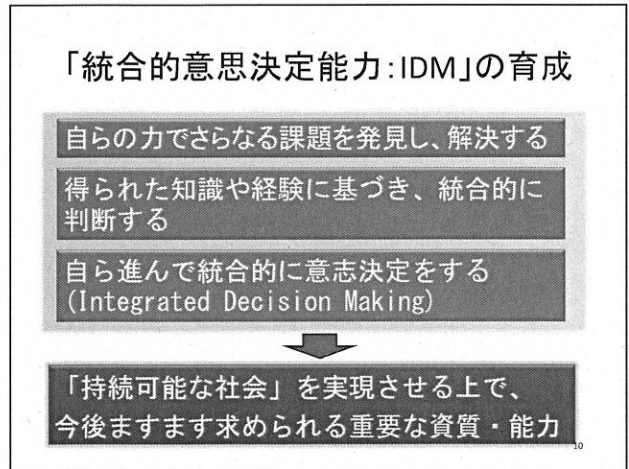 「統合的意思決定能力:IDM」の育成
自らの力でさらなる課題を発見し、解決する
得られた知識や経験に基づき、統合的に
判断する
自ら進んで統合的に意志決定をする
(Integrated Decision Making)
「持続可能な社会」を実現させる上で、
今後ますます求められる重要な資質・能力
10